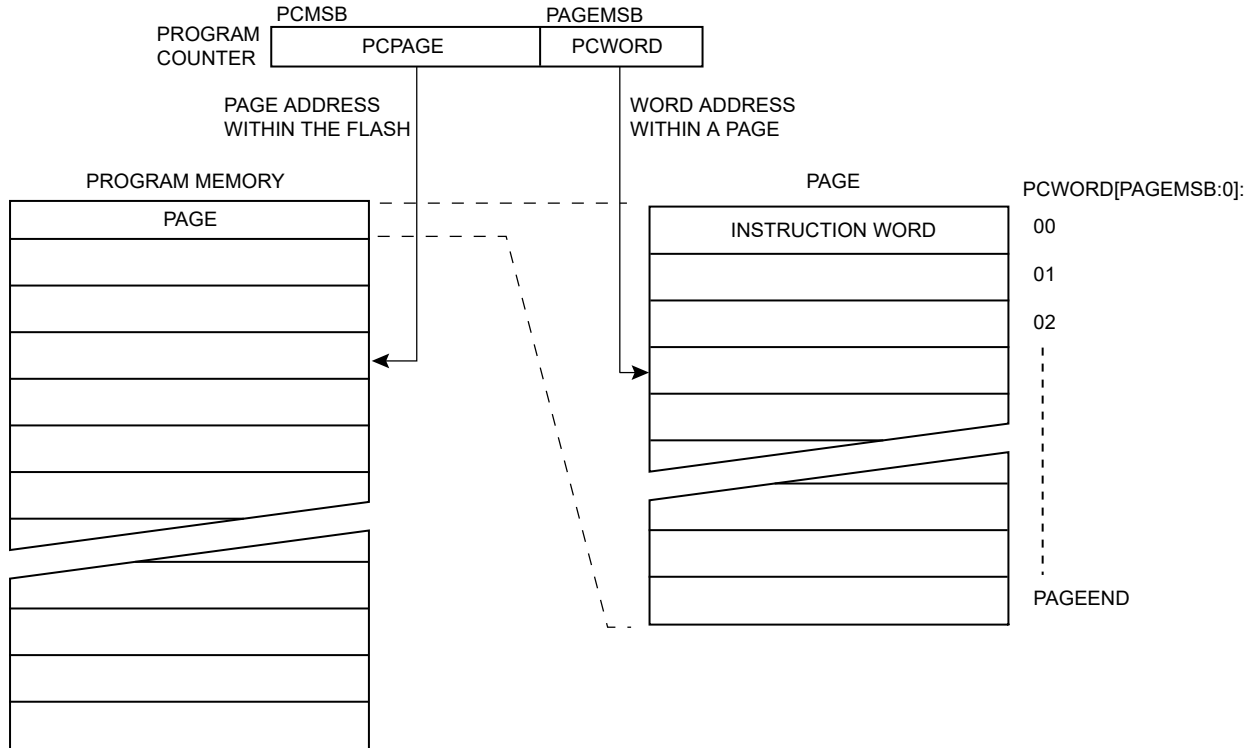 PCMSB
PAGEMSB
PROGRAM
COUNTER
PCPAGE
PCWORD
PAGE ADDRESS
WITHIN THE FLASH
WORD ADDRESS
WITHIN A PAGE
PROGRAM MEMORY
PAGE
PAGE
PCWORD[PAGEMSB:0]:
INSTRUCTION WORD
00
01
02
PAGEEND